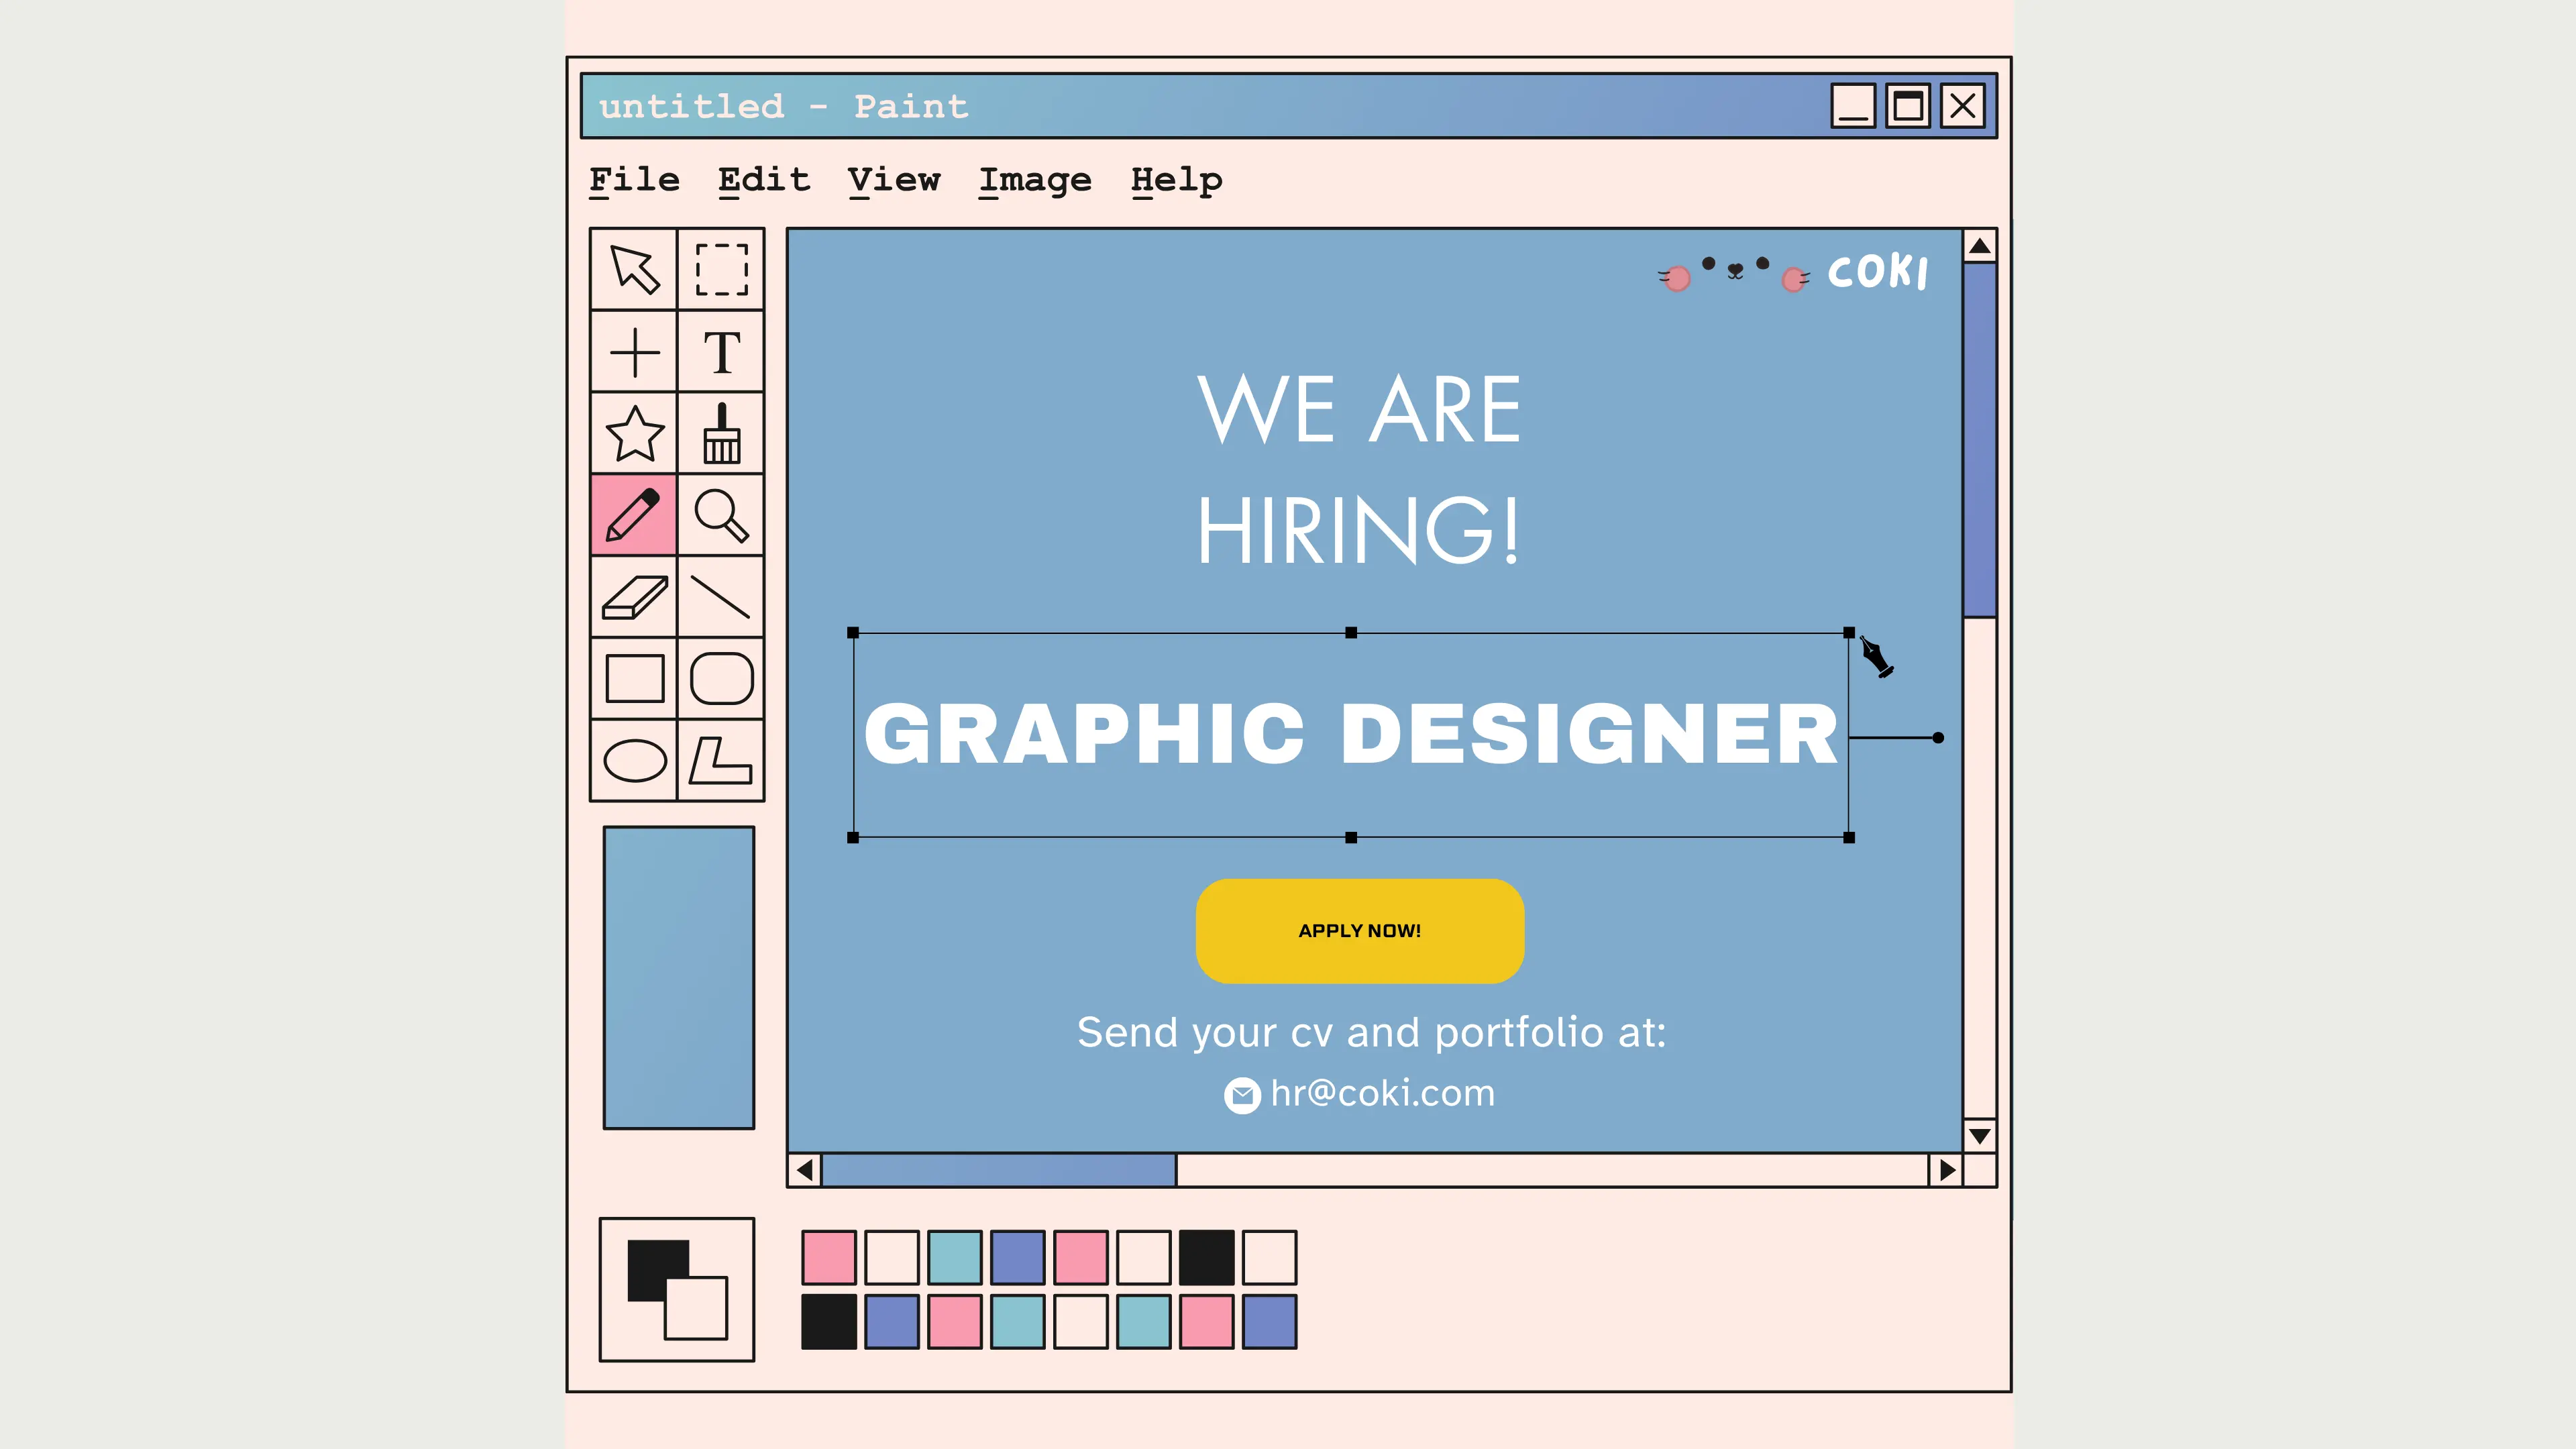 untitled - Paint
File Edit View Image Help
T
COKI
WE ARE
HIRING!
GRAPHIC DESIGNER
APPLY NOW!
Send your cv and portfolio at:
hr@coki.com